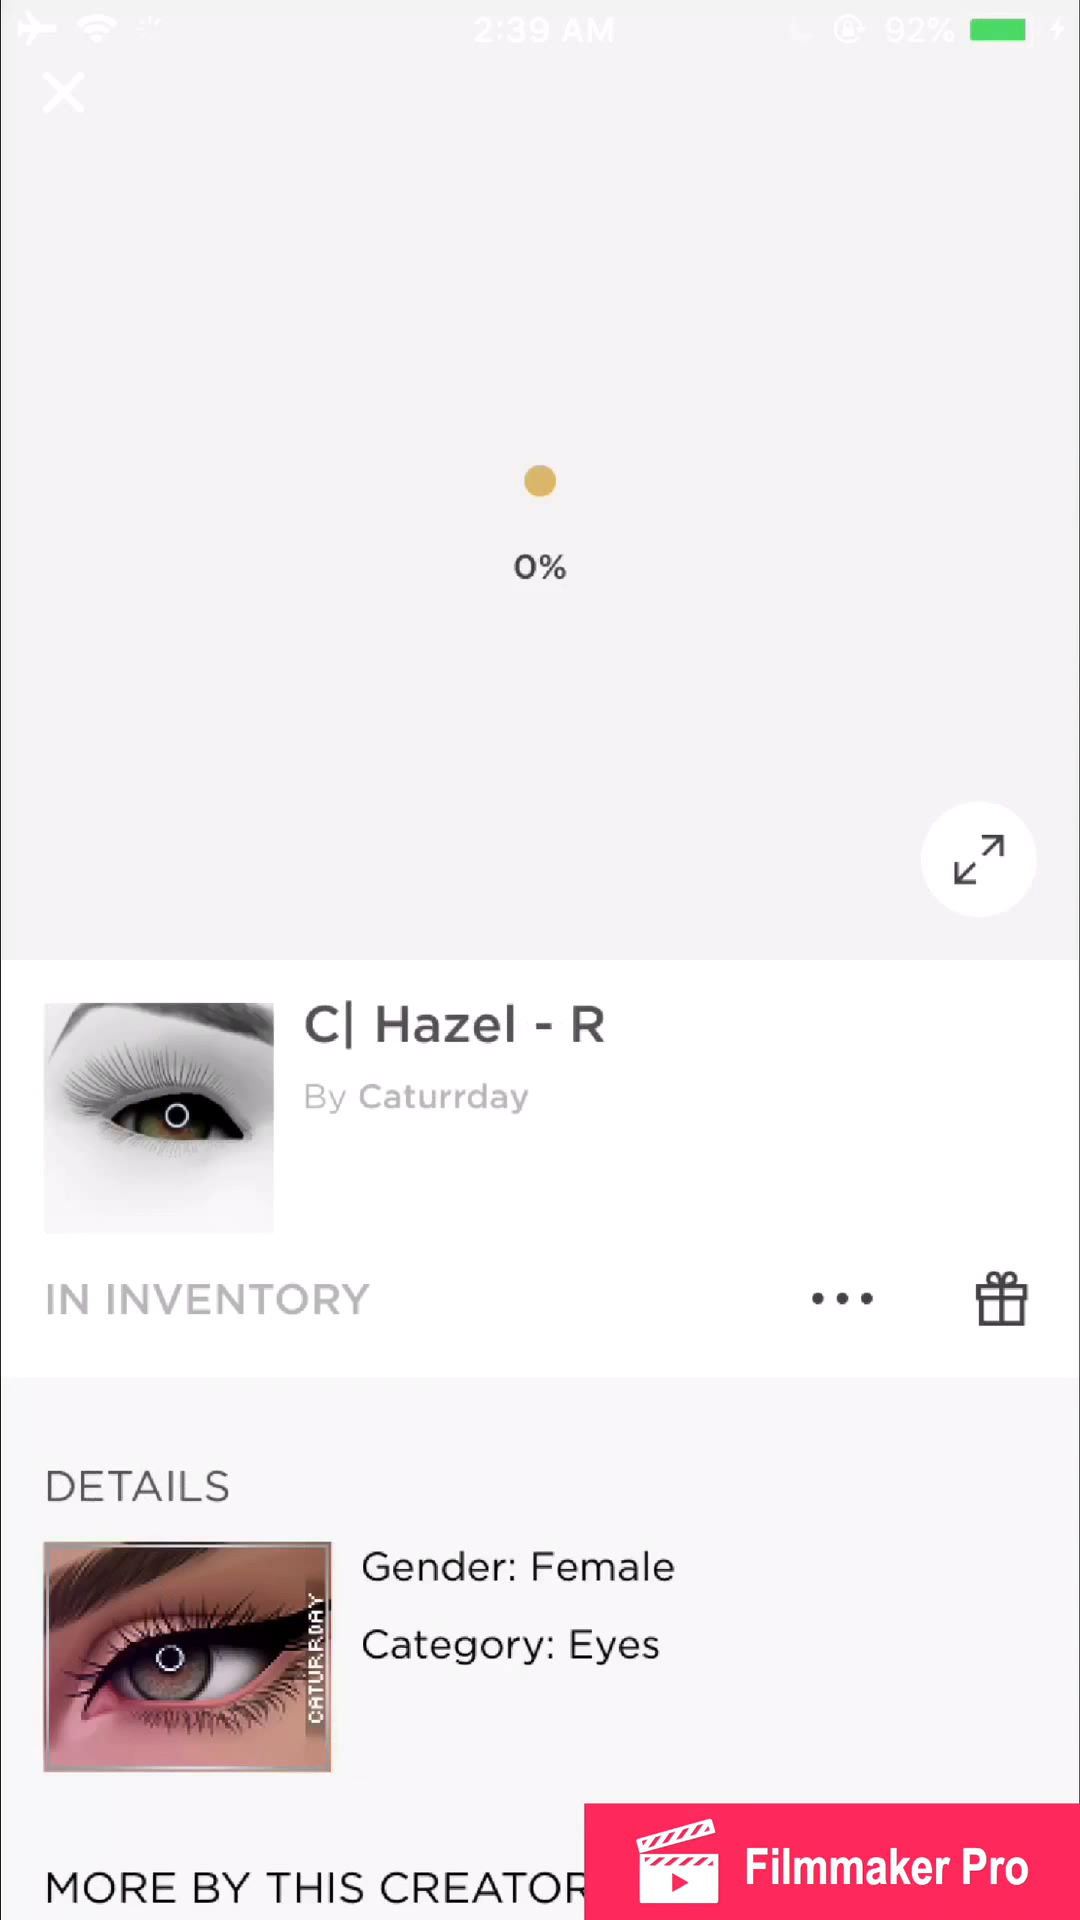 2:39 AM
92%
0%
C| Hazel - R
By Caturrday
IN INVENTORY
DETAILS
Gender: Female
Category: Eyes
CATURRDAY
MORE BY THIS CREATOR
Filmmaker Pro